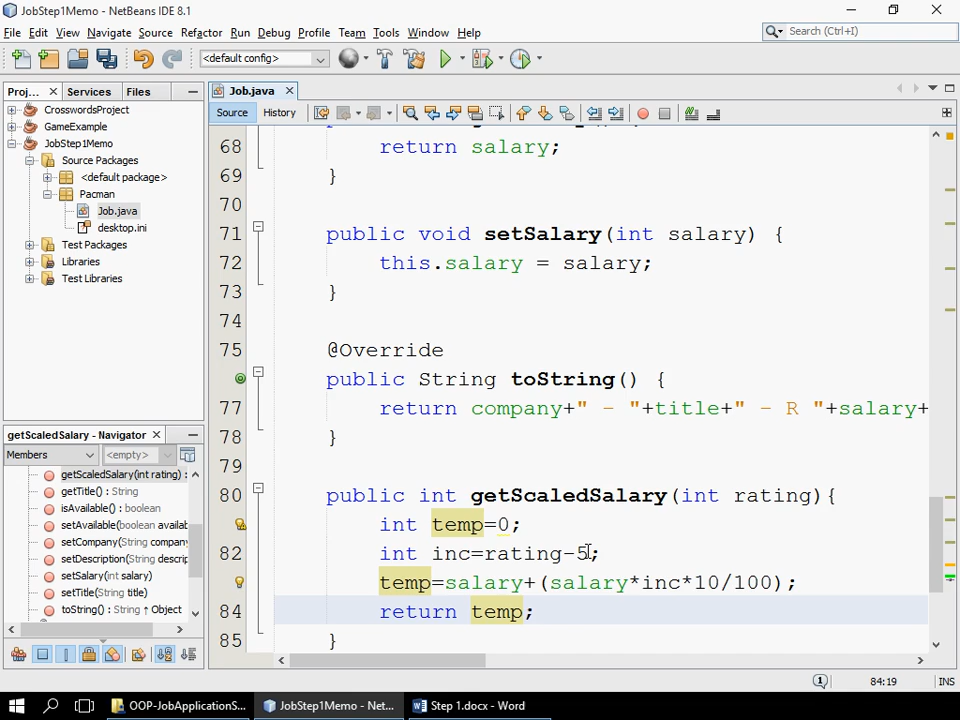 JobStep1Memo - NetBeans IDE 8.1
File Edit View Navigate Source Refactor Run Debug Profile Team Tools Window Help
Search (Ctrl+I)
<default config>
Proj... Services Files
Job.java
CrosswordsProject
GameExample
JobStep1Memo
Source Packages
<default package>
Pacman
Job.java
desktop.ini
Test Packages
Libraries
Test Libraries
Source History
68 return salary;
69 }
70
71 public void setSalary(int salary) {
72 this.salary = salary;
73 }
74
75 @Override
public String toString() {
77 return company+" - "+title+" - R "+salary+
78 }
79
80 public int getScaledSalary(int rating){
int temp=0;
82 int inc=rating-5;
temp=salary+(salary*inc*10/100);
84 return temp;
85 }
getScaledSalary - Navigator
Members <empty>
getScaledSalary(int rating) :
getTitle() : String
isAvailable() : boolean
setAvailable(boolean availab
setCompany(String company
setDescription(String descrip
setSalary(int salary)
setTitle(String title)
toString() : String ↑ Object
84:19 INS
OOP-JobApplicationS...
JobStep1Memo - Net...
Step 1.docx - Word